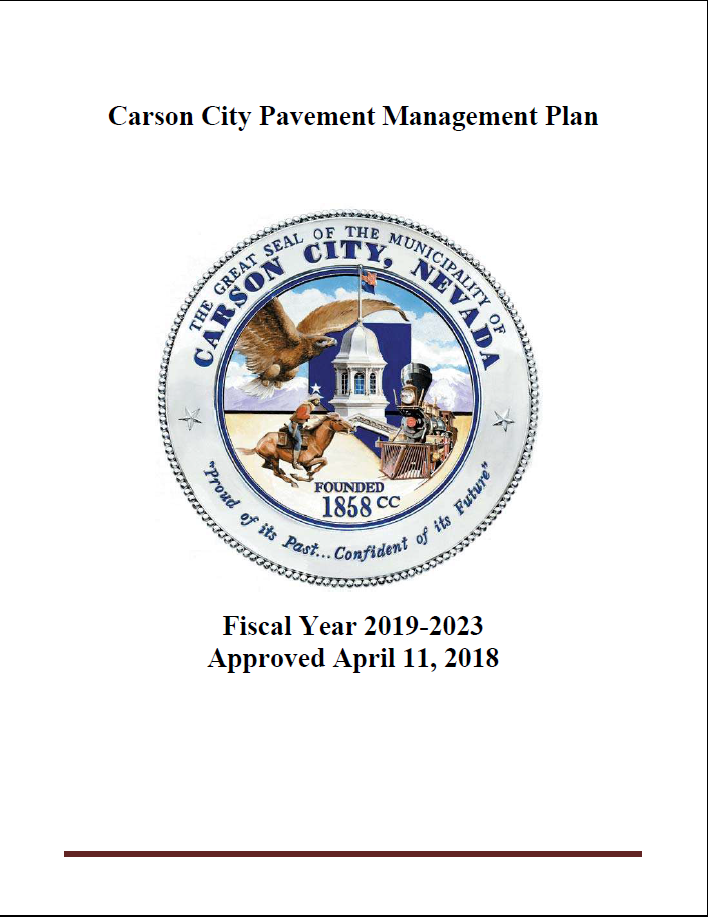 Carson City Pavement Management Plan
THE GREAT SEAL OF THE MUNICIPALITY OF
CARSON CITY, NEVADA
FOUNDED
1858 CC
"Proud of its Past...Confident of its Future"
Fiscal Year 2019-2023
Approved April 11, 2018